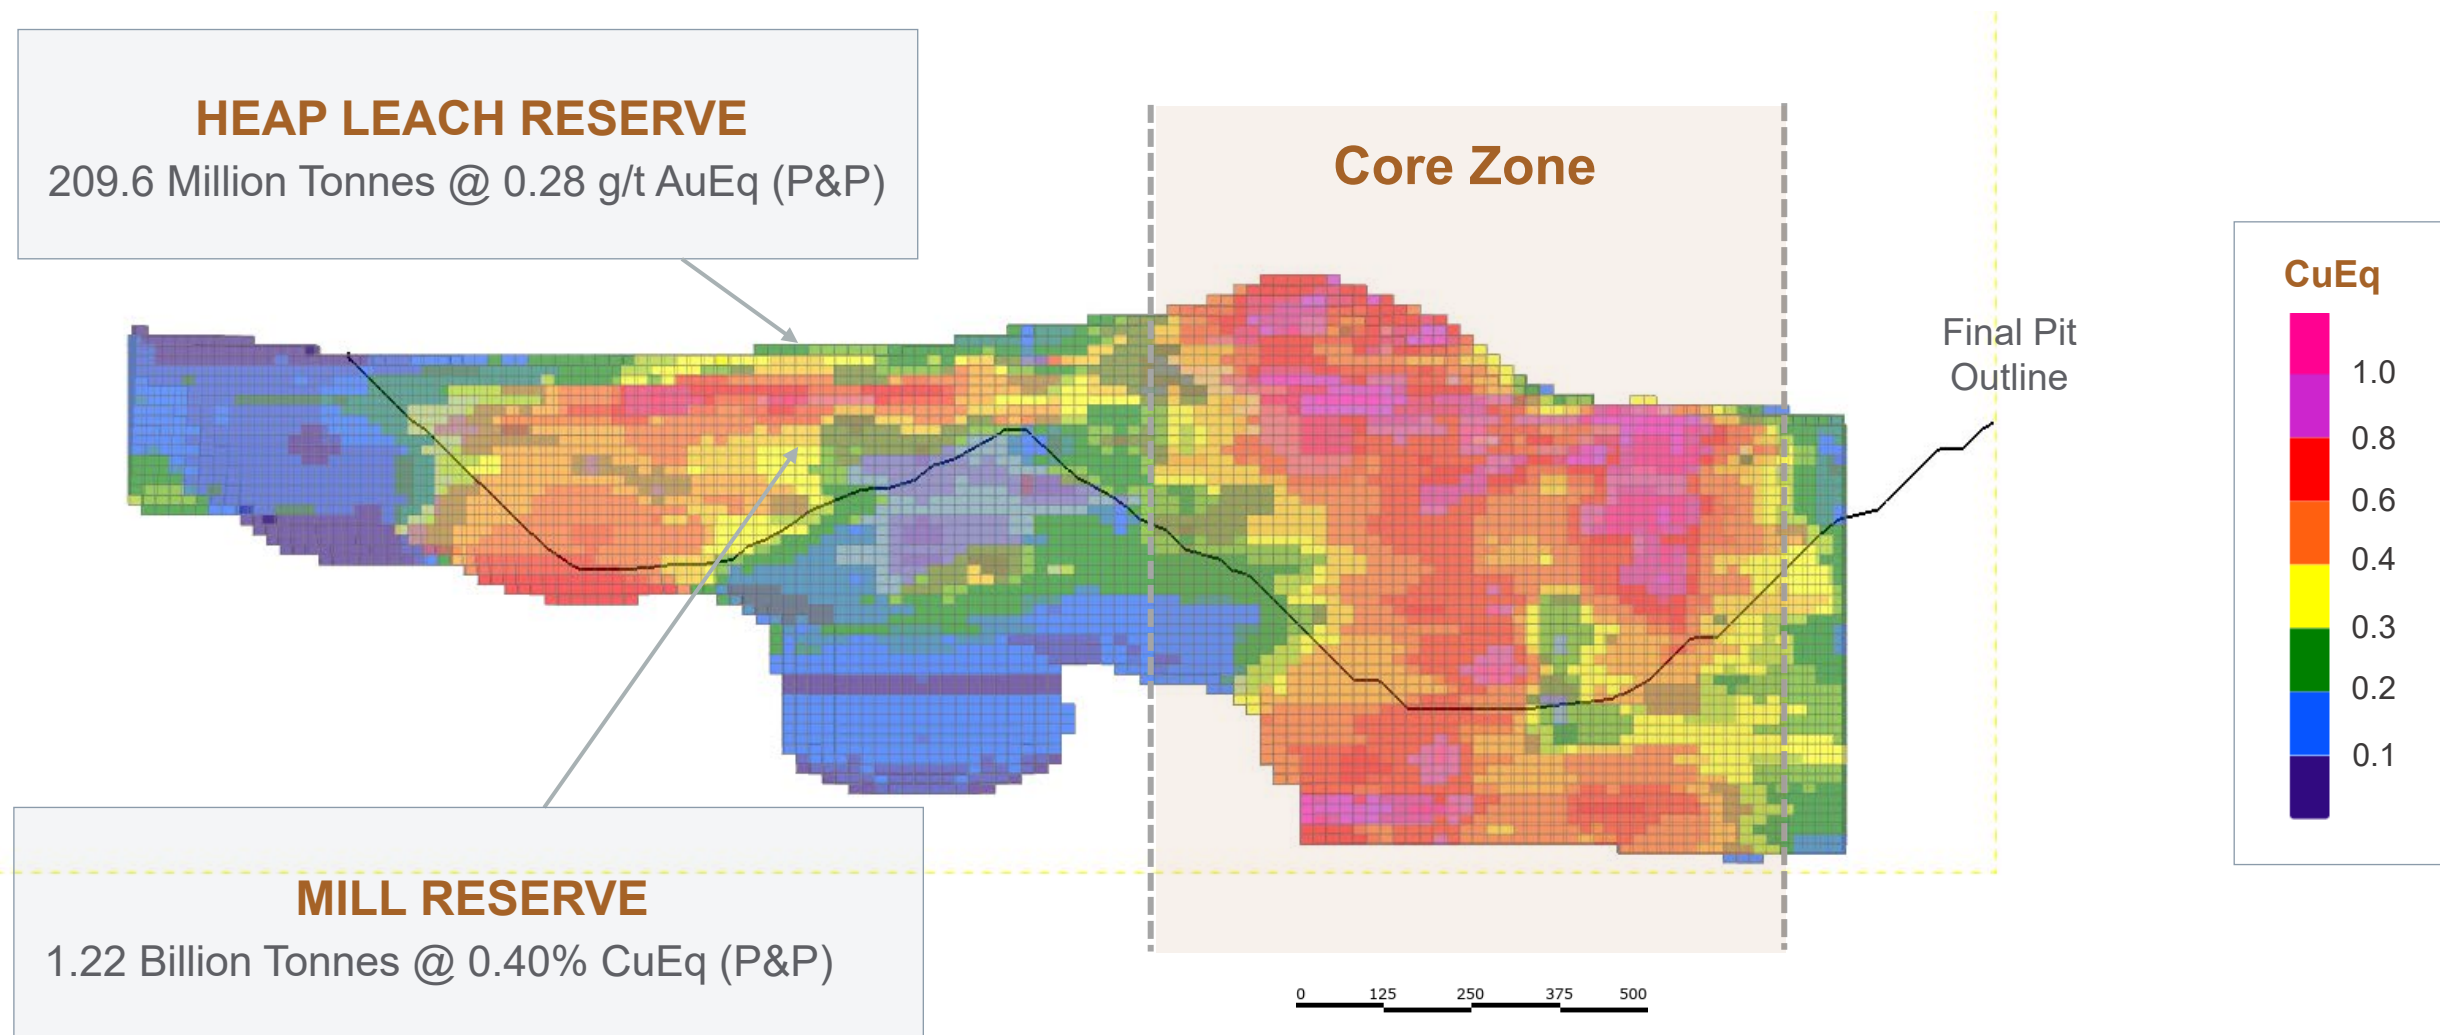 HEAP LEACH RESERVE
209.6 Million Tonnes @ 0.28 g/t AuEq (P&P)
Core Zone
CuEq
1.0
0.8
0.6
0.4
0.3
0.2
0.1
Final Pit
Outline
MILL RESERVE
1.22 Billion Tonnes @ 0.40% CuEq (P&P)
0 125 250 375 500